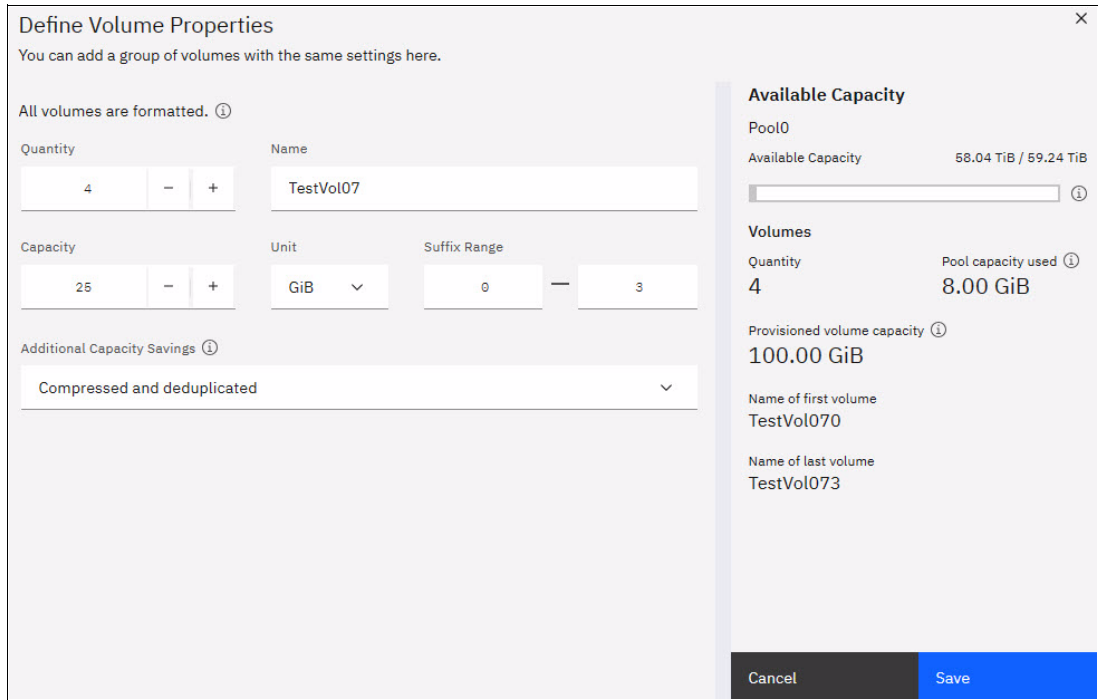 Define Volume Properties
You can add a group of volumes with the same settings here.
All volumes are formatted.
Quantity
Name
4
TestVol07
Capacity
Unit
Suffix Range
25
GiB
0
3
Additional Capacity Savings
Compressed and deduplicated
Available Capacity
Pool0
Available Capacity 58.04 TiB / 59.24 TiB
Volumes
Quantity
Pool capacity used
4
8.00 GiB
Provisioned volume capacity
100.00 GiB
Name of first volume
TestVol070
Name of last volume
TestVol073
Cancel
Save